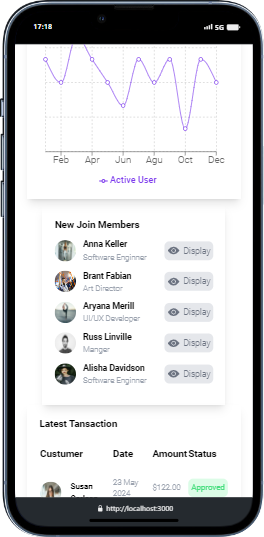 17:18
5G
Feb Apr Jun Agu Oct Dec
Active User
New Join Members
Anna Keller
Software Enginner
Display
Brant Fabian
Art Director
Display
Aryana Merill
UI/UX Developer
Display
Russ Linville
Manger
Display
Alisha Davidson
Software Enginner
Display
Latest Tansaction
Custumer Date Amount Status
Susan
23 May
2024
$122.00
Approved
http://localhost:3000